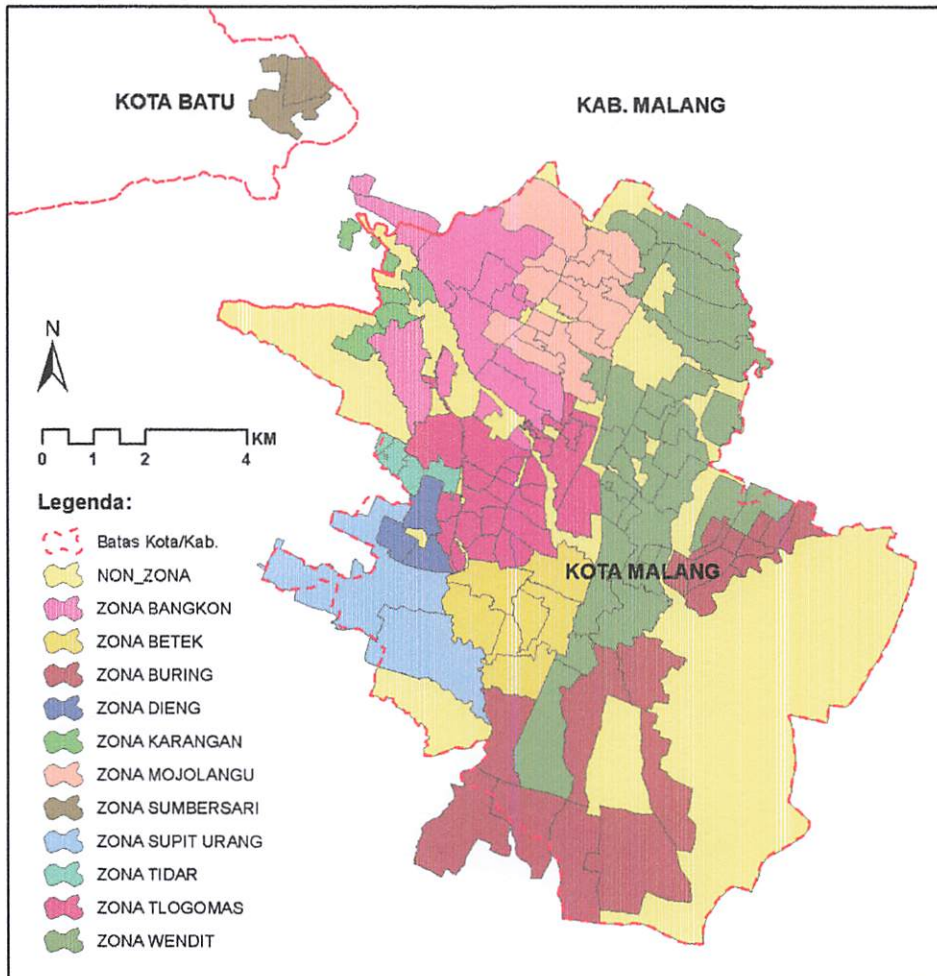 KOTA BATU
KAB. MALANG
N
KM
0 1 2 4
Legenda:
Batas Kota/Kab.
NON_ZONA
ZONA BANGKON
ZONA BETEK
ZONA BURING
ZONA DIENG
ZONA KARANGAN
ZONA MOJOLANGU
ZONA SUMBERSARI
ZONA SUPIT URANG
ZONA TIDAR
ZONA TLOGOMAS
ZONA WENDIT
KOTA MALANG